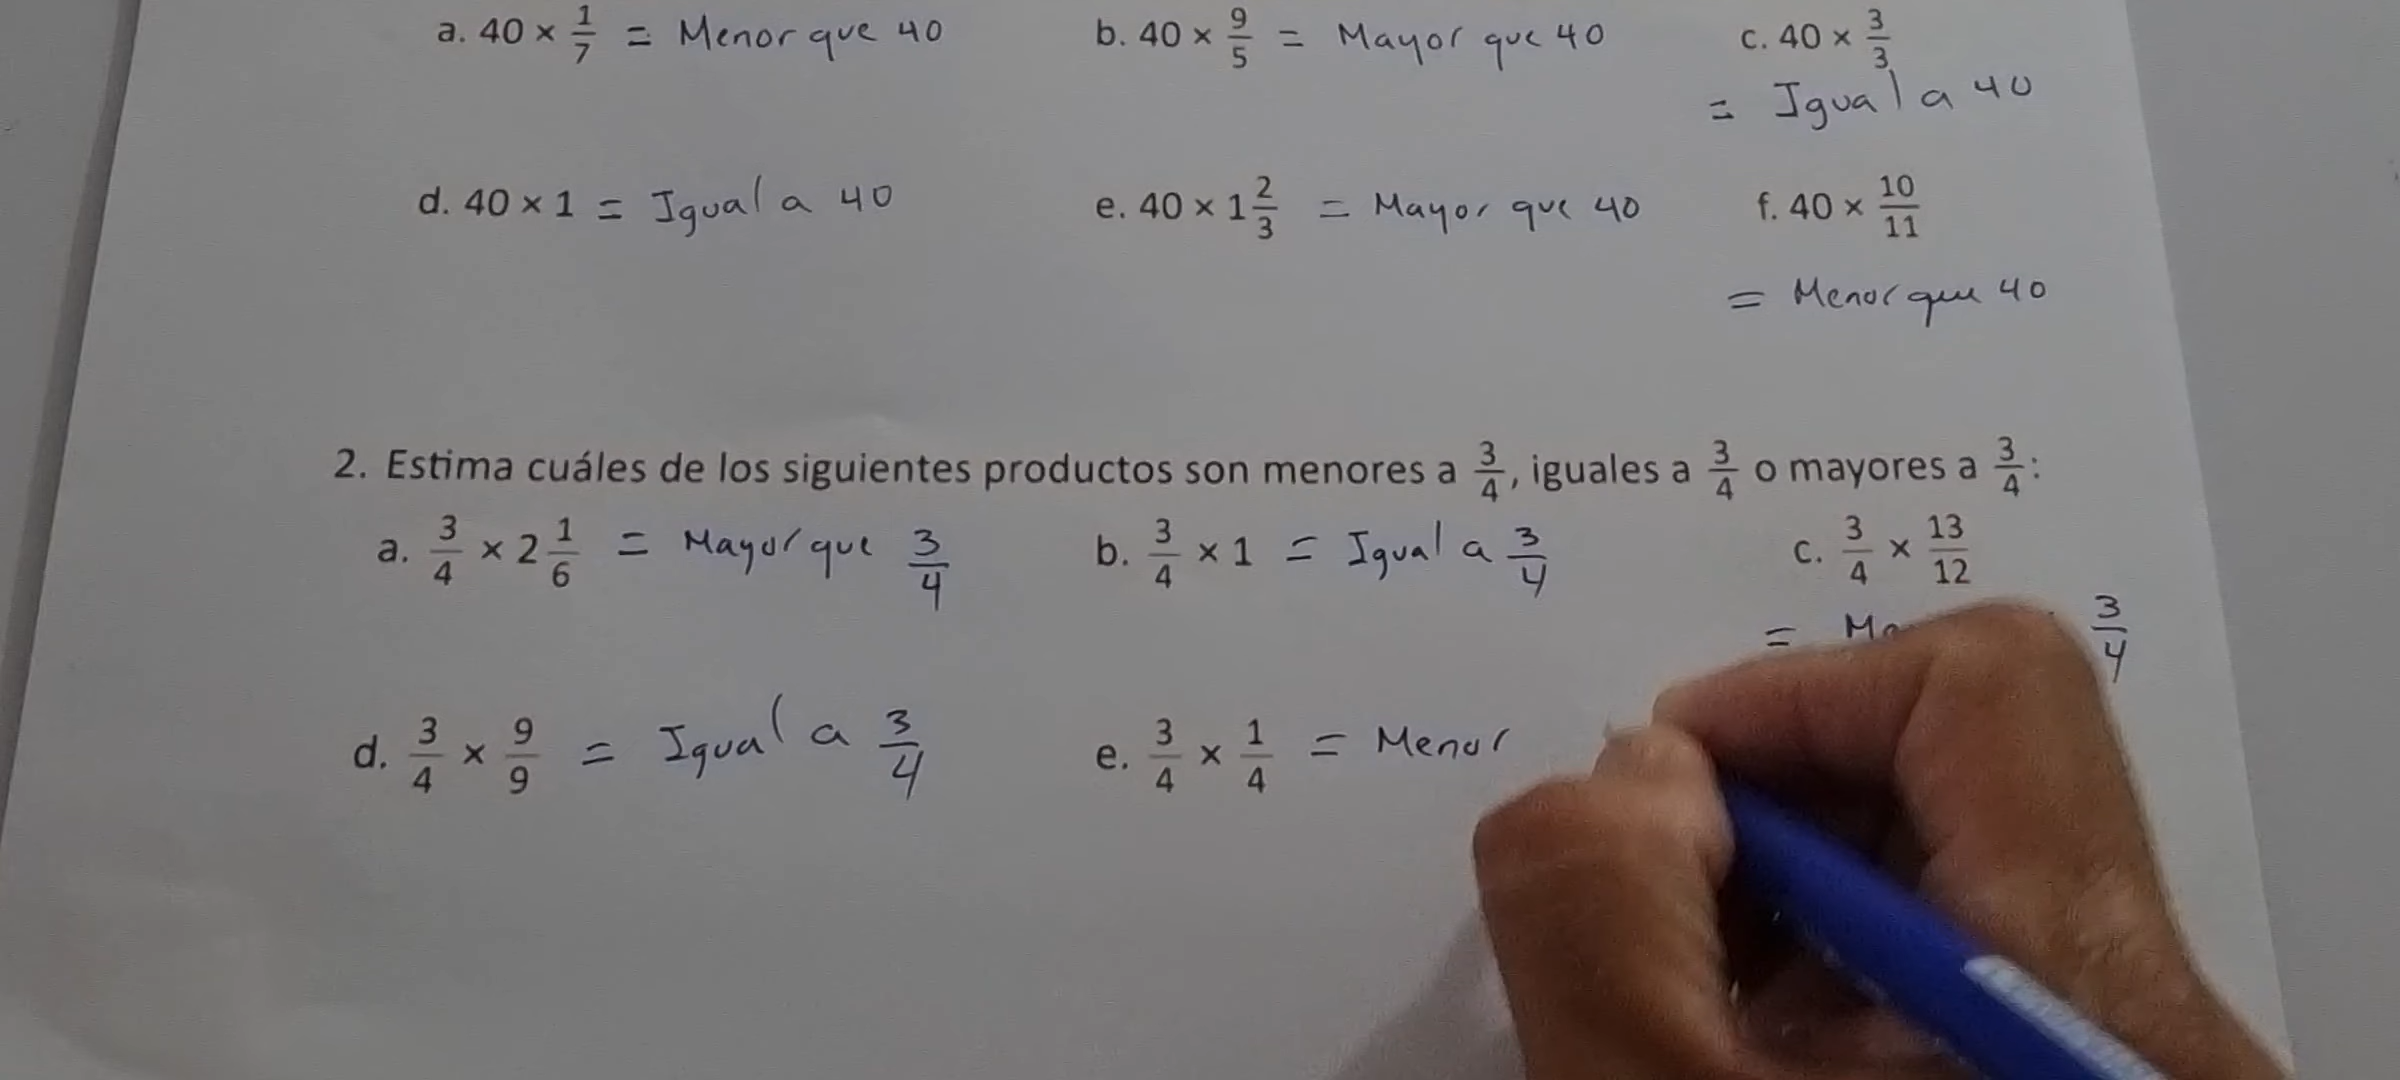 a. 40 × 1/7 = Menor que 40
b. 40 × 9/5 = Mayor que 40
c. 40 × 3/3
= Igual a 40
d. 40 × 1 = Igual a 40
e. 40 × 1 2/3 = Mayor que 40
f. 40 × 10/11
= Menor que 40
2. Estima cuáles de los siguientes productos son menores a 3/4, iguales a 3/4 o mayores a 3/4:
a. 3/4 × 2 1/6 = Mayor que 3/4
b. 3/4 × 1 = Igual a 3/4
c. 3/4 × 13/12
= 3/4
d. 3/4 × 9/9 = Igual a 3/4
e. 3/4 × 1/4 = Menor